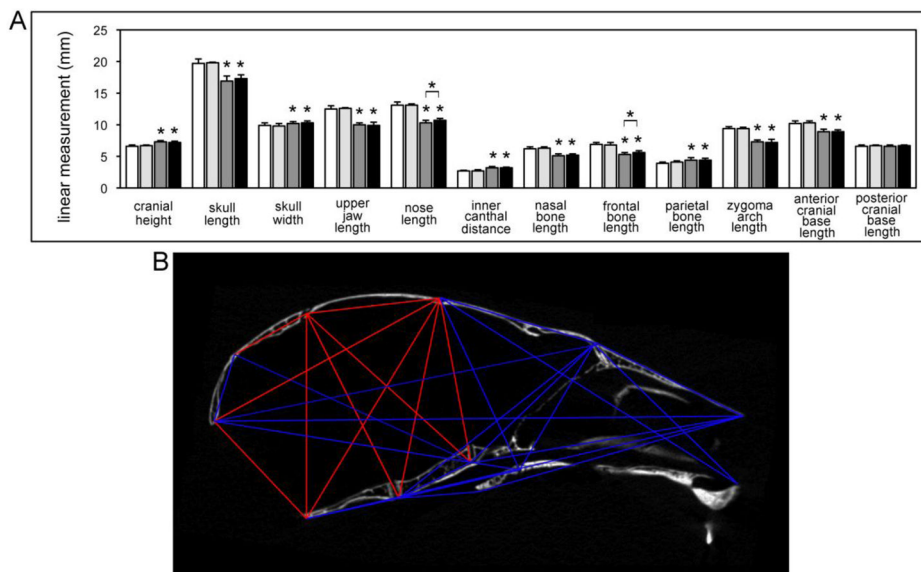 A
linear measurement (mm)
25
20
15
10
5
0
* *
* *
* *
* *
*
* *
* *
* *
*
* *
* *
* *
* *
cranial
height
skull
length
skull
width
upper
jaw
length
nose
length
inner
canthal
distance
nasal
bone
length
frontal
bone
length
parietal
bone
length
zygoma
arch length
anterior
cranial
base
length
posterior
cranial
base
length
B